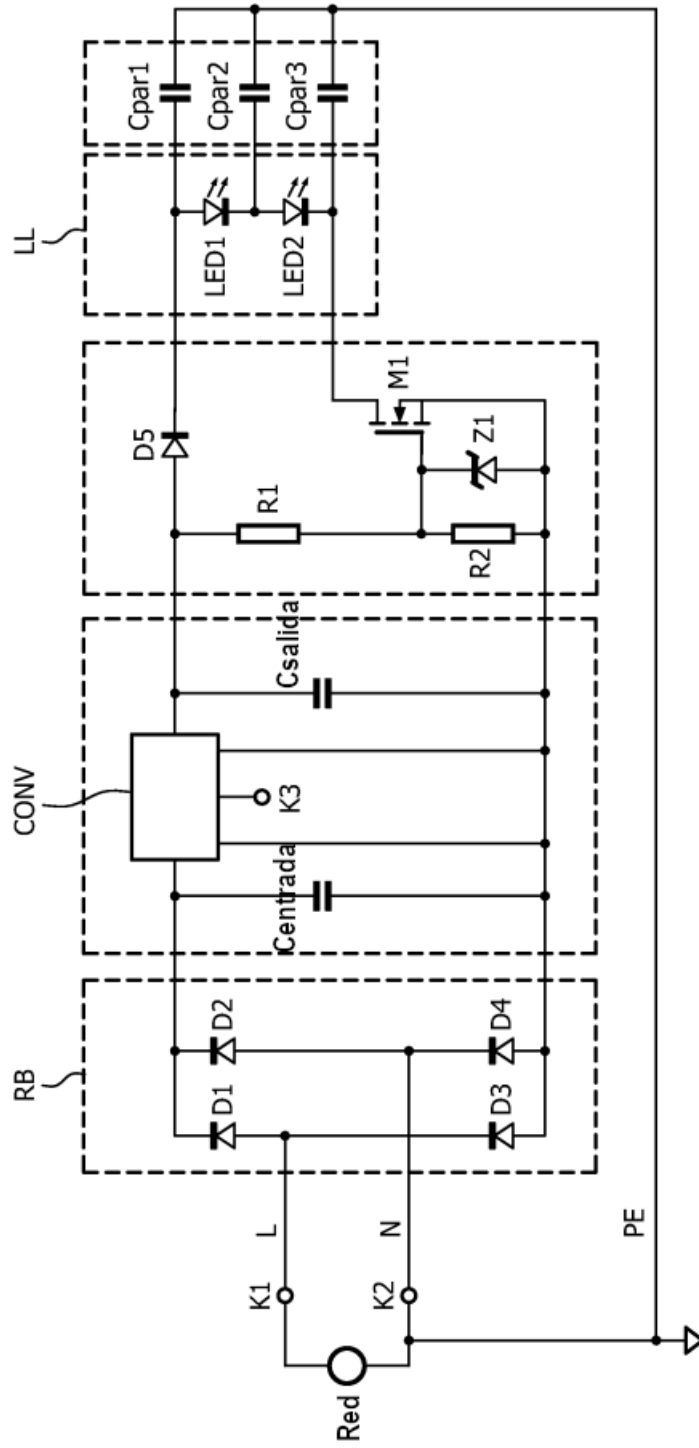 RB
CONV
LL
D1
D2
D3
D4
Centrada
K3
Csalida
D5
R1
R2
Z1
M1
LED1
LED2
Cpar1
Cpar2
Cpar3
K1
L
K2
N
Red
PE